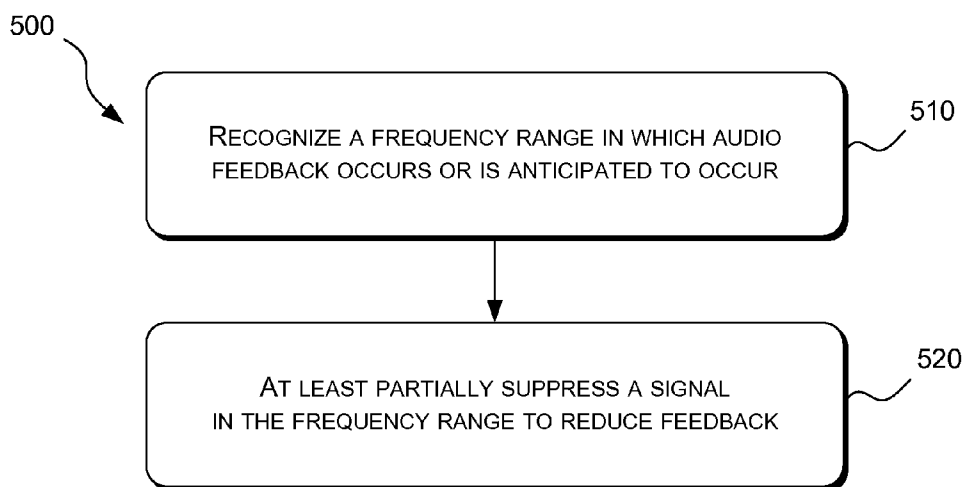 500
510
RECOGNIZE A FREQUENCY RANGE IN WHICH AUDIO
FEEDBACK OCCURS OR IS ANTICIPATED TO OCCUR
520
AT LEAST PARTIALLY SUPPRESS A SIGNAL
IN THE FREQUENCY RANGE TO REDUCE FEEDBACK